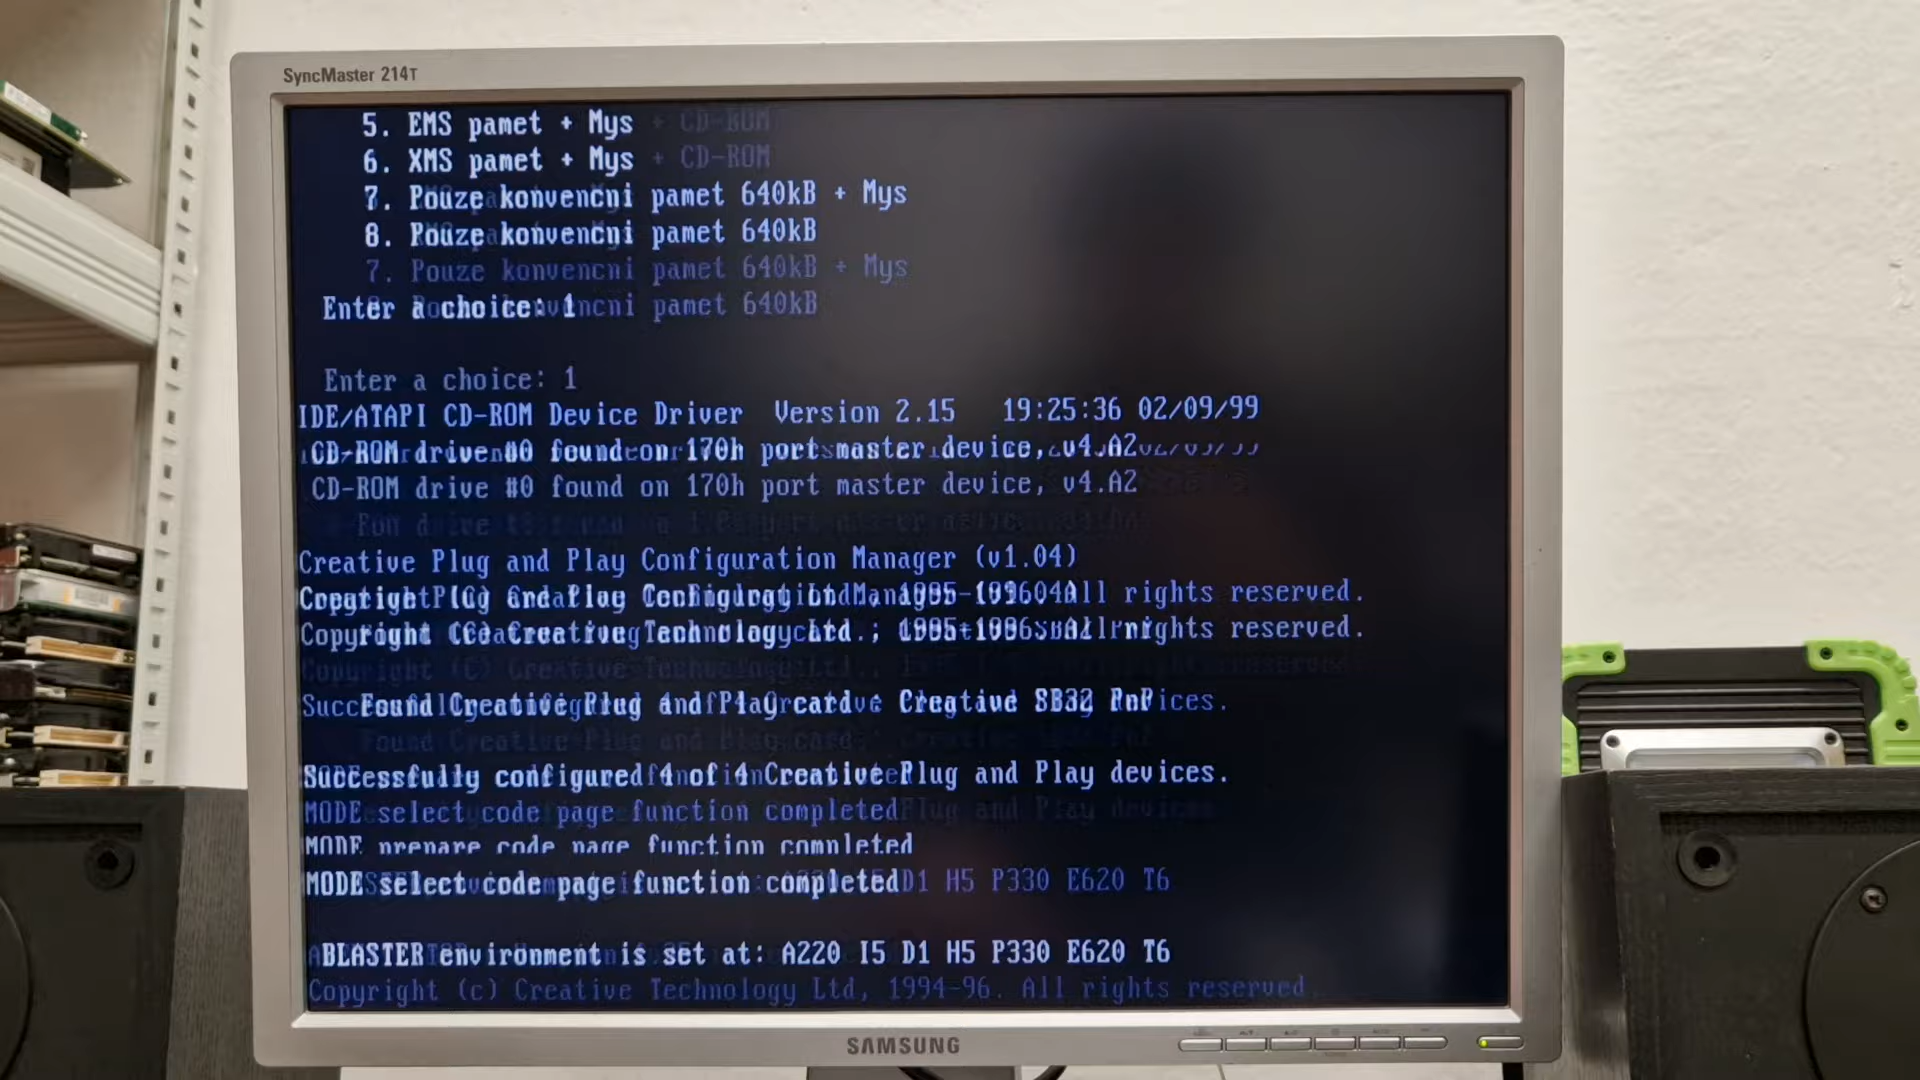 SyncMaster 214T
5. EMS pamet + Mys + CD-ROM
6. XMS pamet + Mys + CD-ROM
7. Pouze konvencni pamet 640kB + Mys
8. Pouze konvencni pamet 640kB
7. Pouze konvencni pamet 640kB + Mys
Enter a choice: 1
pamet 640kB
Enter a choice: 1
IDE/ATAPI CD-ROM Device Driver Version 2.15 19:25:36 02/09/99
CD-ROM drive #0 found on 170h port master device, v4.A2
CD-ROM drive #0 found on 170h port master device, v4.A2
Creative Plug and Play Configuration Manager (v1.04)
All rights reserved.
Copyright (C) Creative Technology Ltd., 1995-1996. All rights reserved.
Found Creative Plug and Play card: Creative SB32 PnP
Successfully configured 4 of 4 Creative Plug and Play devices.
MODE select code page function completed
MODE prepare code page function completed
MODE select code page function completed
D1 H5 P330 E620 T6
BLASTER environment is set at: A220 I5 D1 H5 P330 E620 T6
Copyright (c) Creative Technology Ltd, 1994-96. All rights reserved.
SAMSUNG